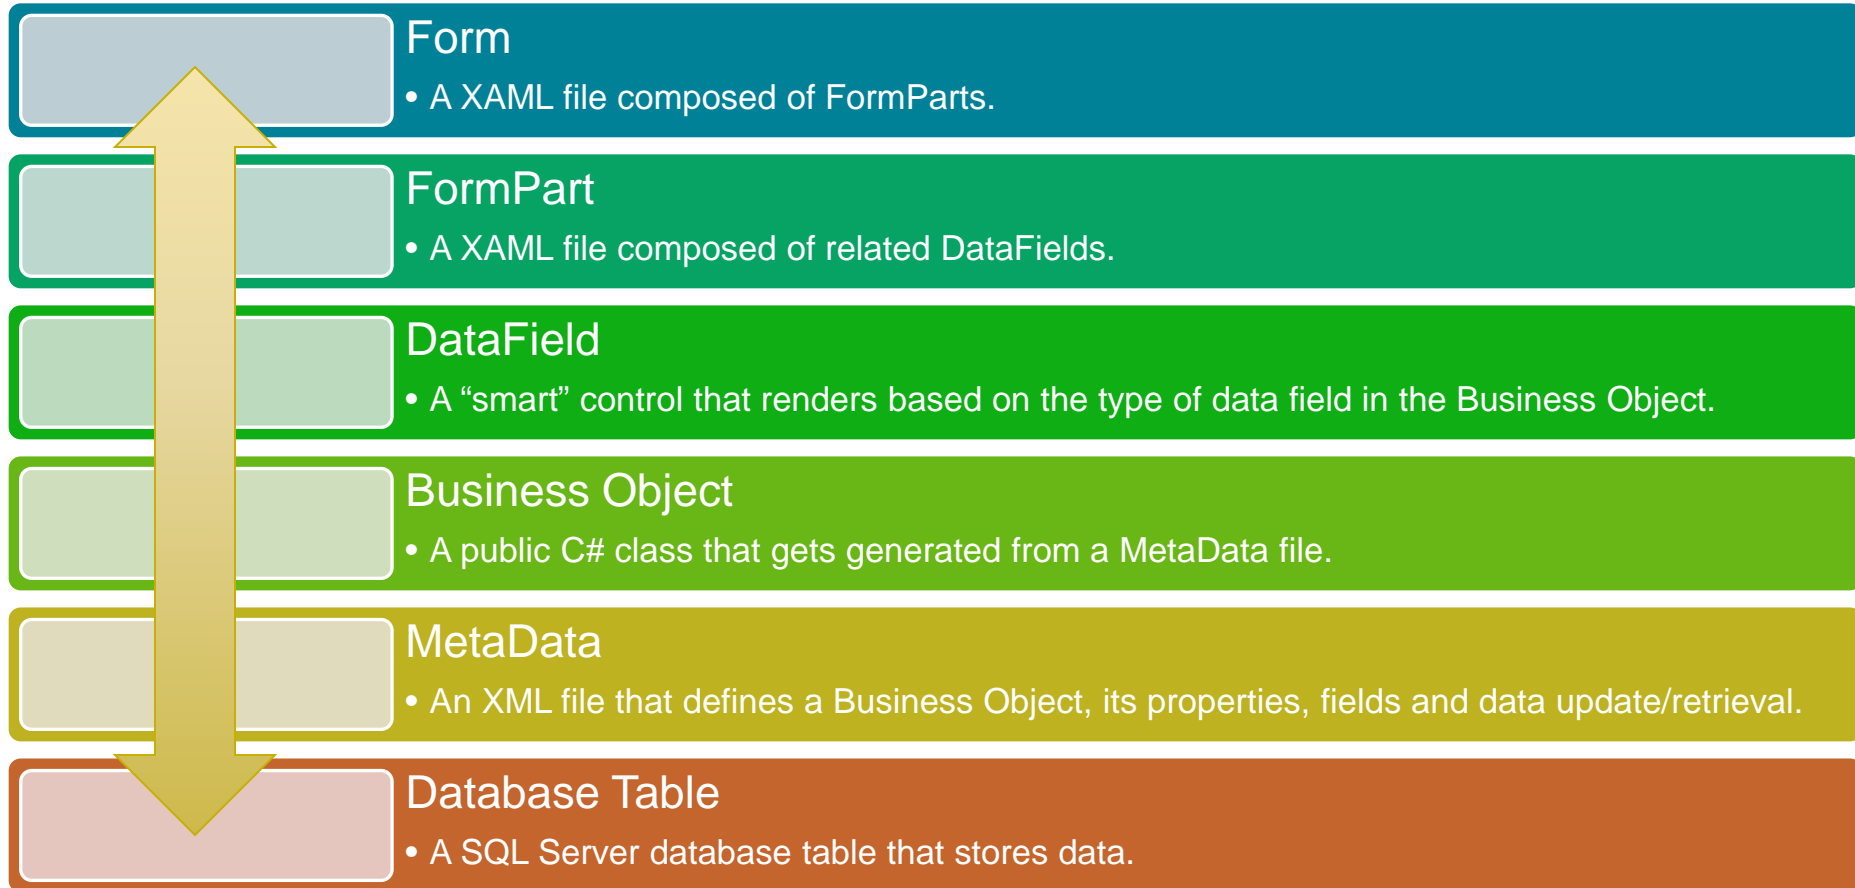 Form
• A XAML file composed of FormParts.
FormPart
• A XAML file composed of related DataFields.
DataField
• A “smart” control that renders based on the type of data field in the Business Object.
Business Object
• A public C# class that gets generated from a MetaData file.
MetaData
• An XML file that defines a Business Object, its properties, fields and data update/retrieval.
Database Table
• A SQL Server database table that stores data.